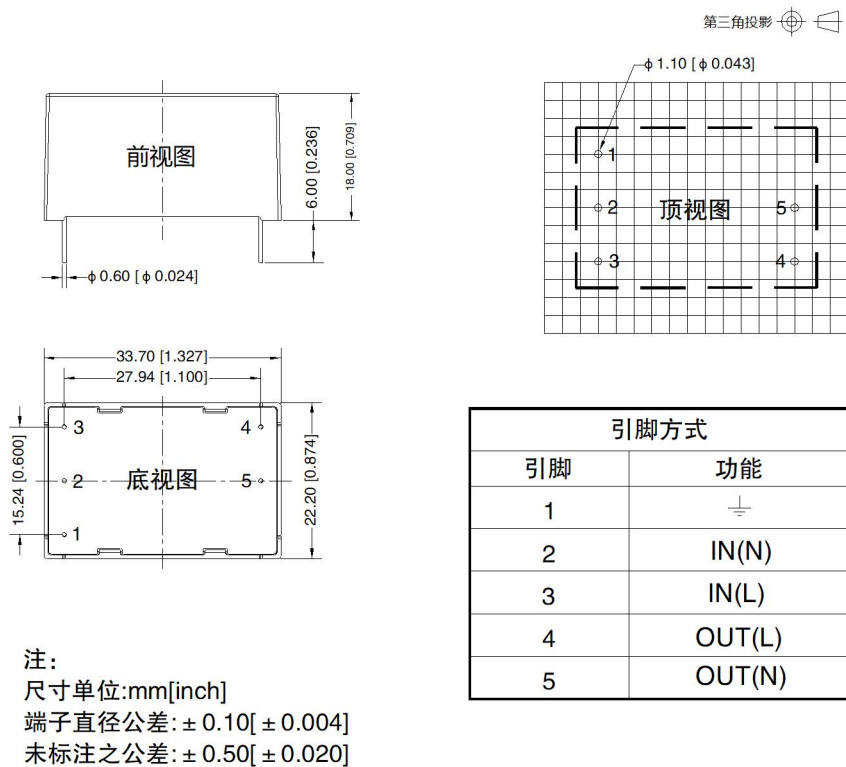 第三角投影
ϕ 1.10 [ ϕ 0.043]
前视图
6.00 [0.236]
18.00 [0.709]
ϕ 0.60 [ ϕ 0.024]
1
2
顶视图
5
3
4
33.70 [1.327]
27.94 [1.100]
3
4
15.24 [0.600]
2
底视图
5
22.20 [0.874]
1
引脚方式
引脚 功能
1
2 IN(N)
3 IN(L)
4 OUT(L)
5 OUT(N)
注:
尺寸单位:mm[inch]
端子直径公差: ± 0.10[ ± 0.004]
未标注之公差: ± 0.50[ ± 0.020]